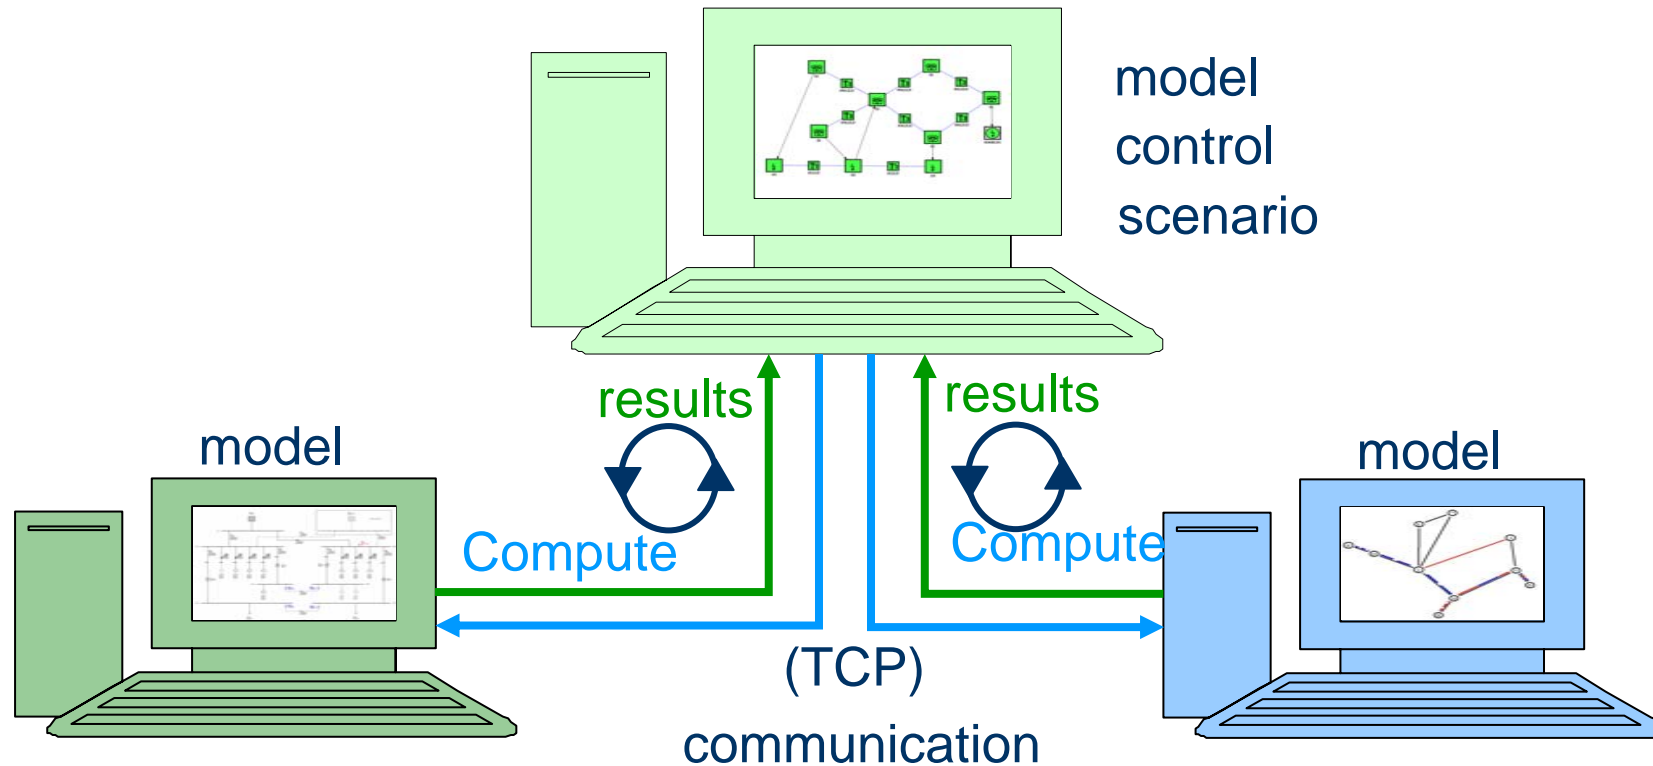 model
control
scenario
results
results
model
model
Compute
Compute
(TCP)
communication